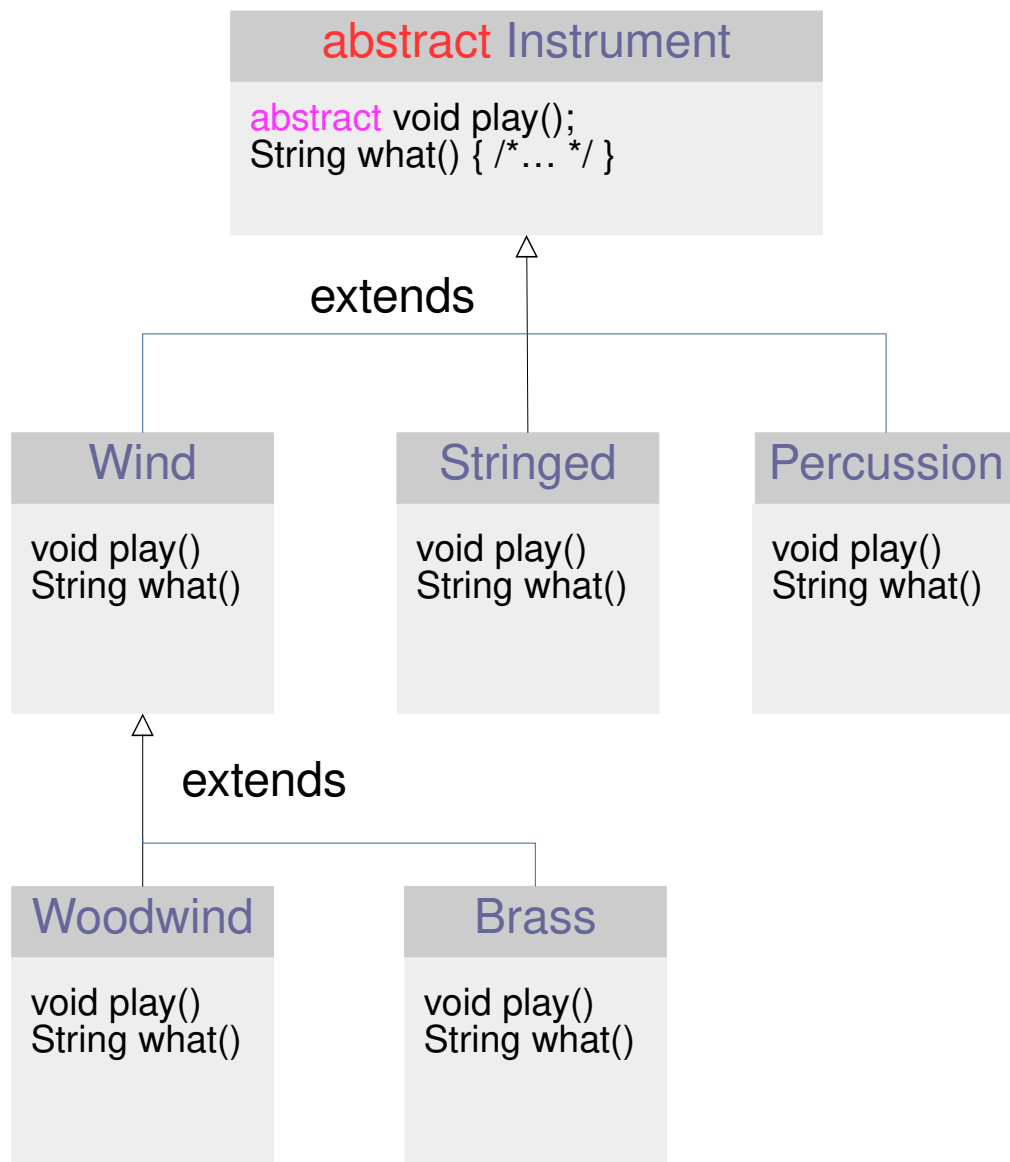 abstract Instrument
abstract void play();
String what() { /*... */ }
extends
Wind
void play()
String what()
Stringed
void play()
String what()
Percussion
void play()
String what()
extends
Woodwind
void play()
String what()
Brass
void play()
String what()